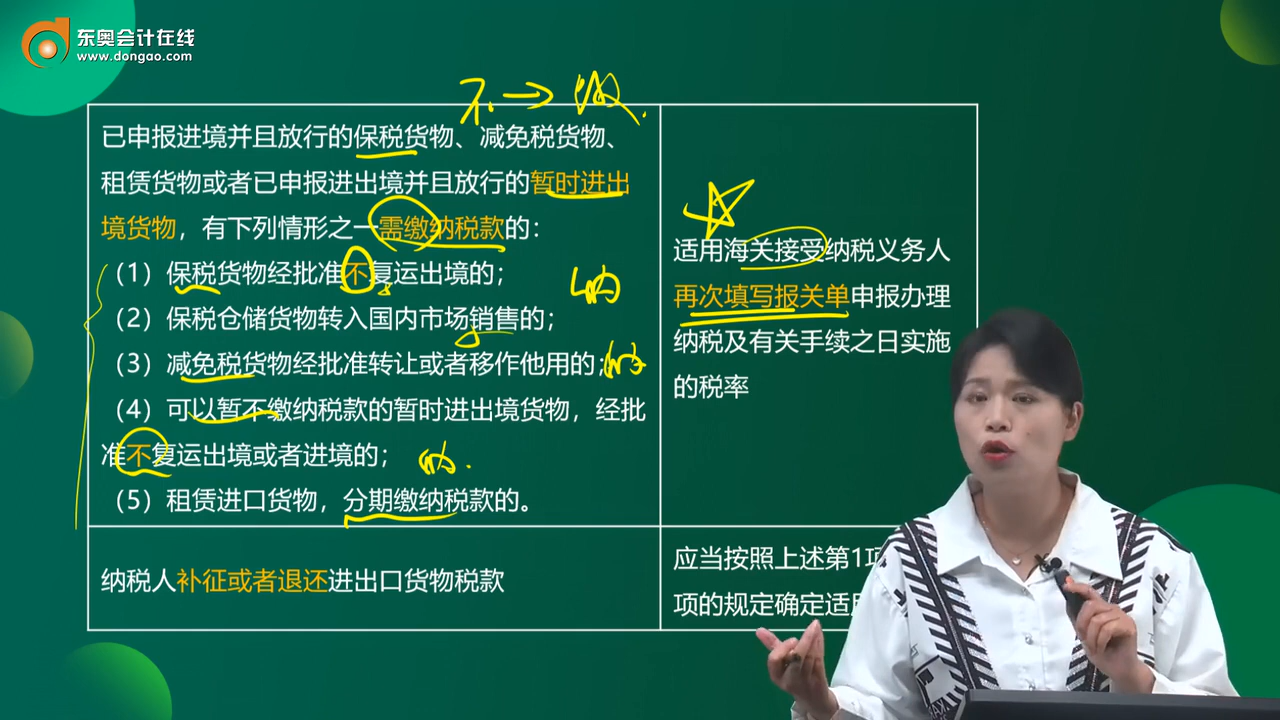 东奥会计在线
www.dongao.com
不→缴
已申报进境并且放行的保税货物、减免税货物、
租赁货物或者已申报进出境并且放行的暂时进出
境货物，有下列情形之一需缴纳税款的：
（1）保税货物经批准不复运出境的；
（2）保税仓储货物转入国内市场销售的；
（3）减免税货物经批准转让或者移作他用的；
（4）可以暂不缴纳税款的暂时进出境货物，经批
准不复运出境或者进境的；
（5）租赁进口货物，分期缴纳税款的。
适用海关接受纳税义务人
再次填写报关单申报办理
纳税及有关手续之日实施
的税率
纳税人补征或者退还进出口货物税款
应当按照上述第1项
项的规定确定适用